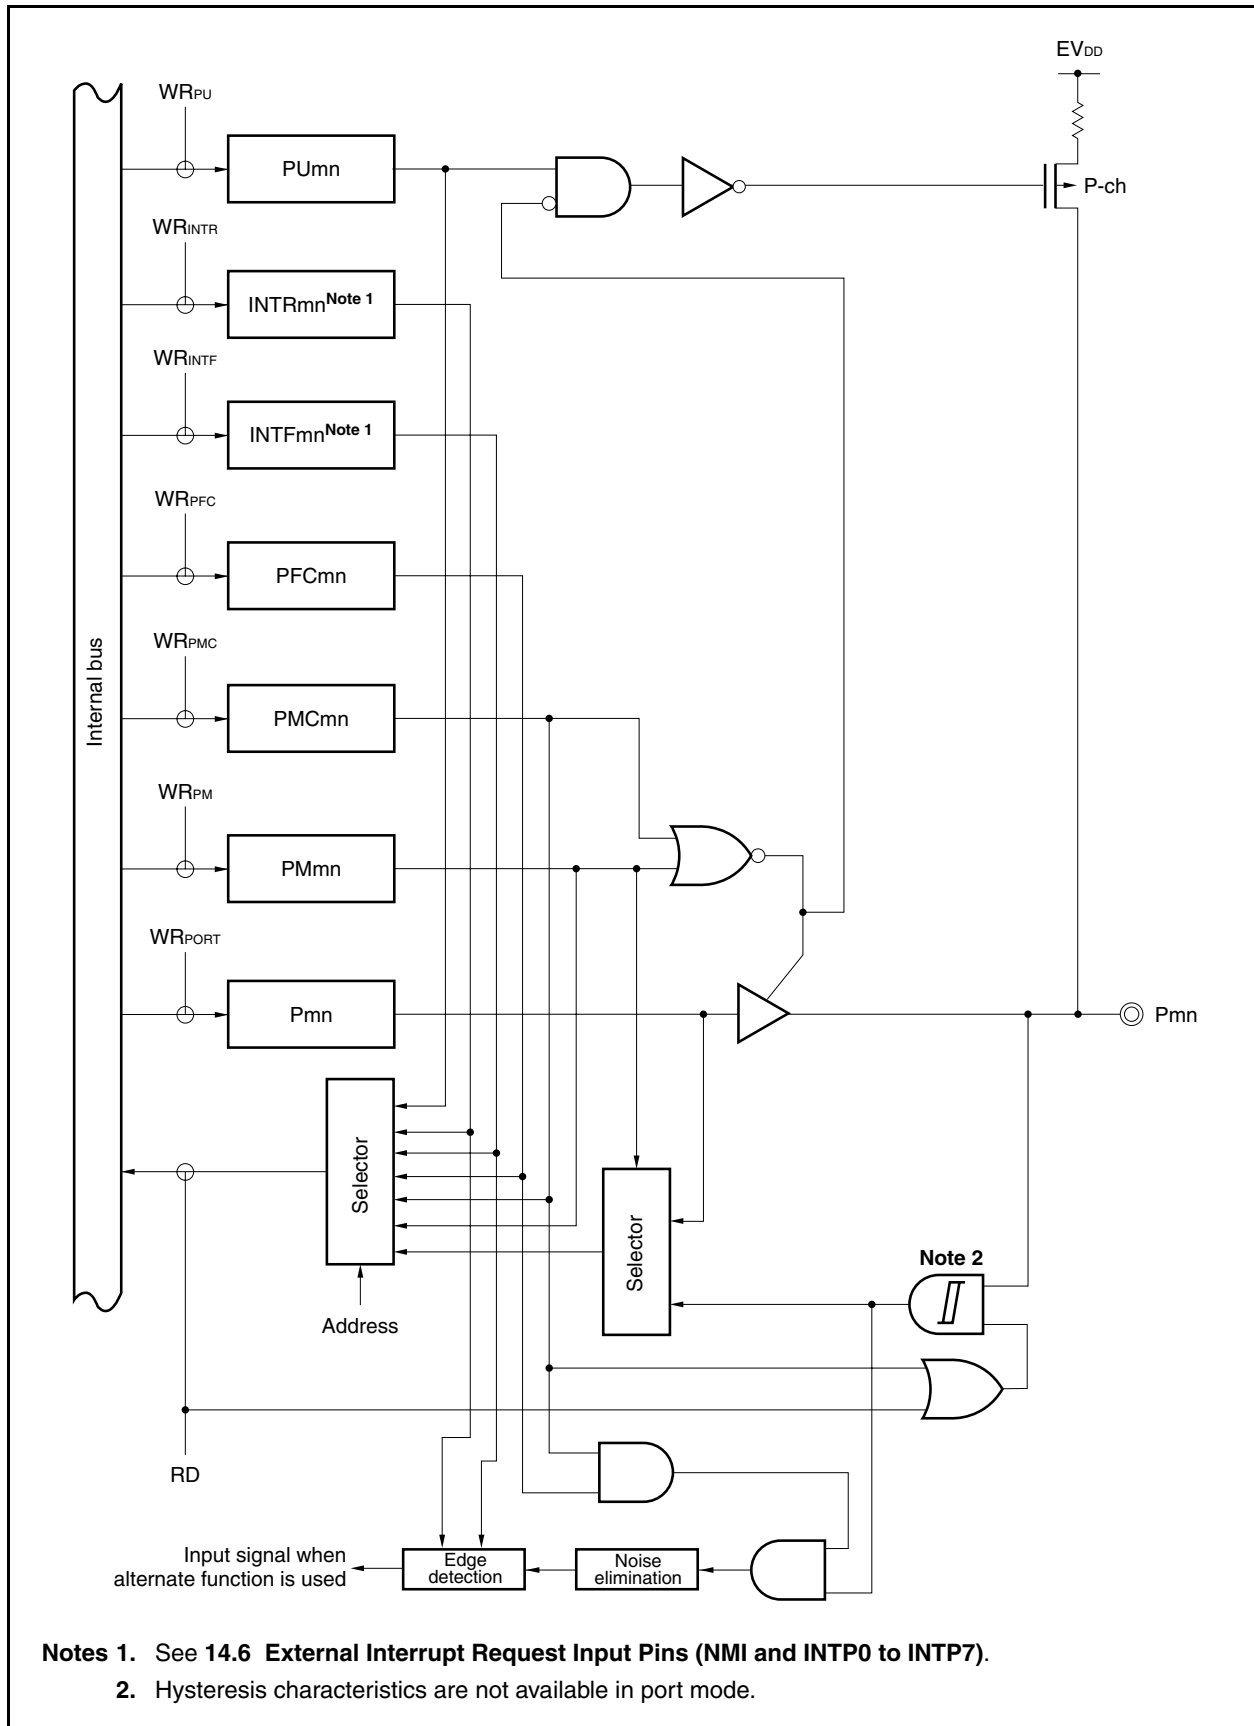 EVDD
WRPU
PUmn
P-ch
WRINTR
INTRmnNote 1
WRINTF
INTFmnNote 1
WRPFC
PFCmn
WRPMC
PMCmn
Internal bus
WRPM
PMmn
WRPORT
Pmn
Pmn
Selector
Selector
Note 2
Address
RD
Input signal when
alternate function is used
Edge
detection
Noise
elimination
Notes 1. See 14.6 External Interrupt Request Input Pins (NMI and INTP0 to INTP7).
2. Hysteresis characteristics are not available in port mode.